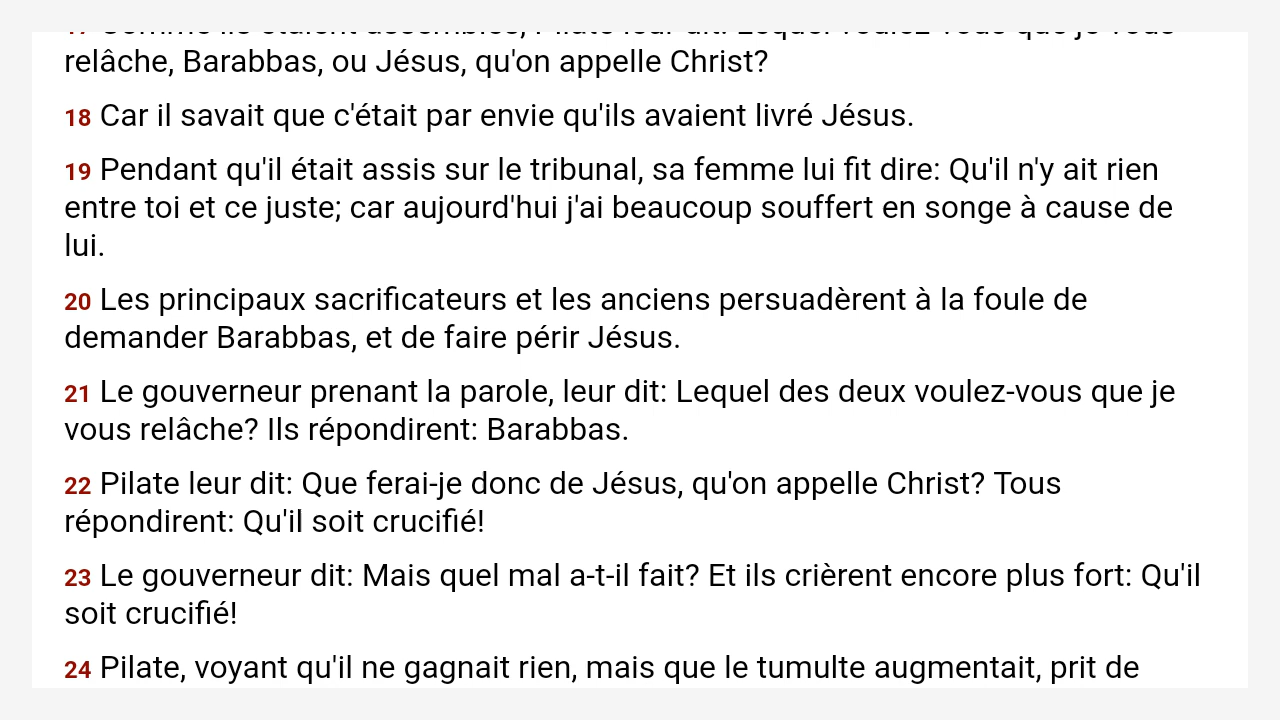 relâche, Barabbas, ou Jésus, qu'on appelle Christ?
18 Car il savait que c'était par envie qu'ils avaient livré Jésus.
19 Pendant qu'il était assis sur le tribunal, sa femme lui fit dire: Qu'il n'y ait rien
entre toi et ce juste; car aujourd'hui j'ai beaucoup souffert en songe à cause de
lui.
20 Les principaux sacrificateurs et les anciens persuadèrent à la foule de
demander Barabbas, et de faire périr Jésus.
21 Le gouverneur prenant la parole, leur dit: Lequel des deux voulez-vous que je
vous relâche? Ils répondirent: Barabbas.
22 Pilate leur dit: Que ferai-je donc de Jésus, qu'on appelle Christ? Tous
répondirent: Qu'il soit crucifié!
23 Le gouverneur dit: Mais quel mal a-t-il fait? Et ils crièrent encore plus fort: Qu'il
soit crucifié!
24 Pilate, voyant qu'il ne gagnait rien, mais que le tumulte augmentait, prit de